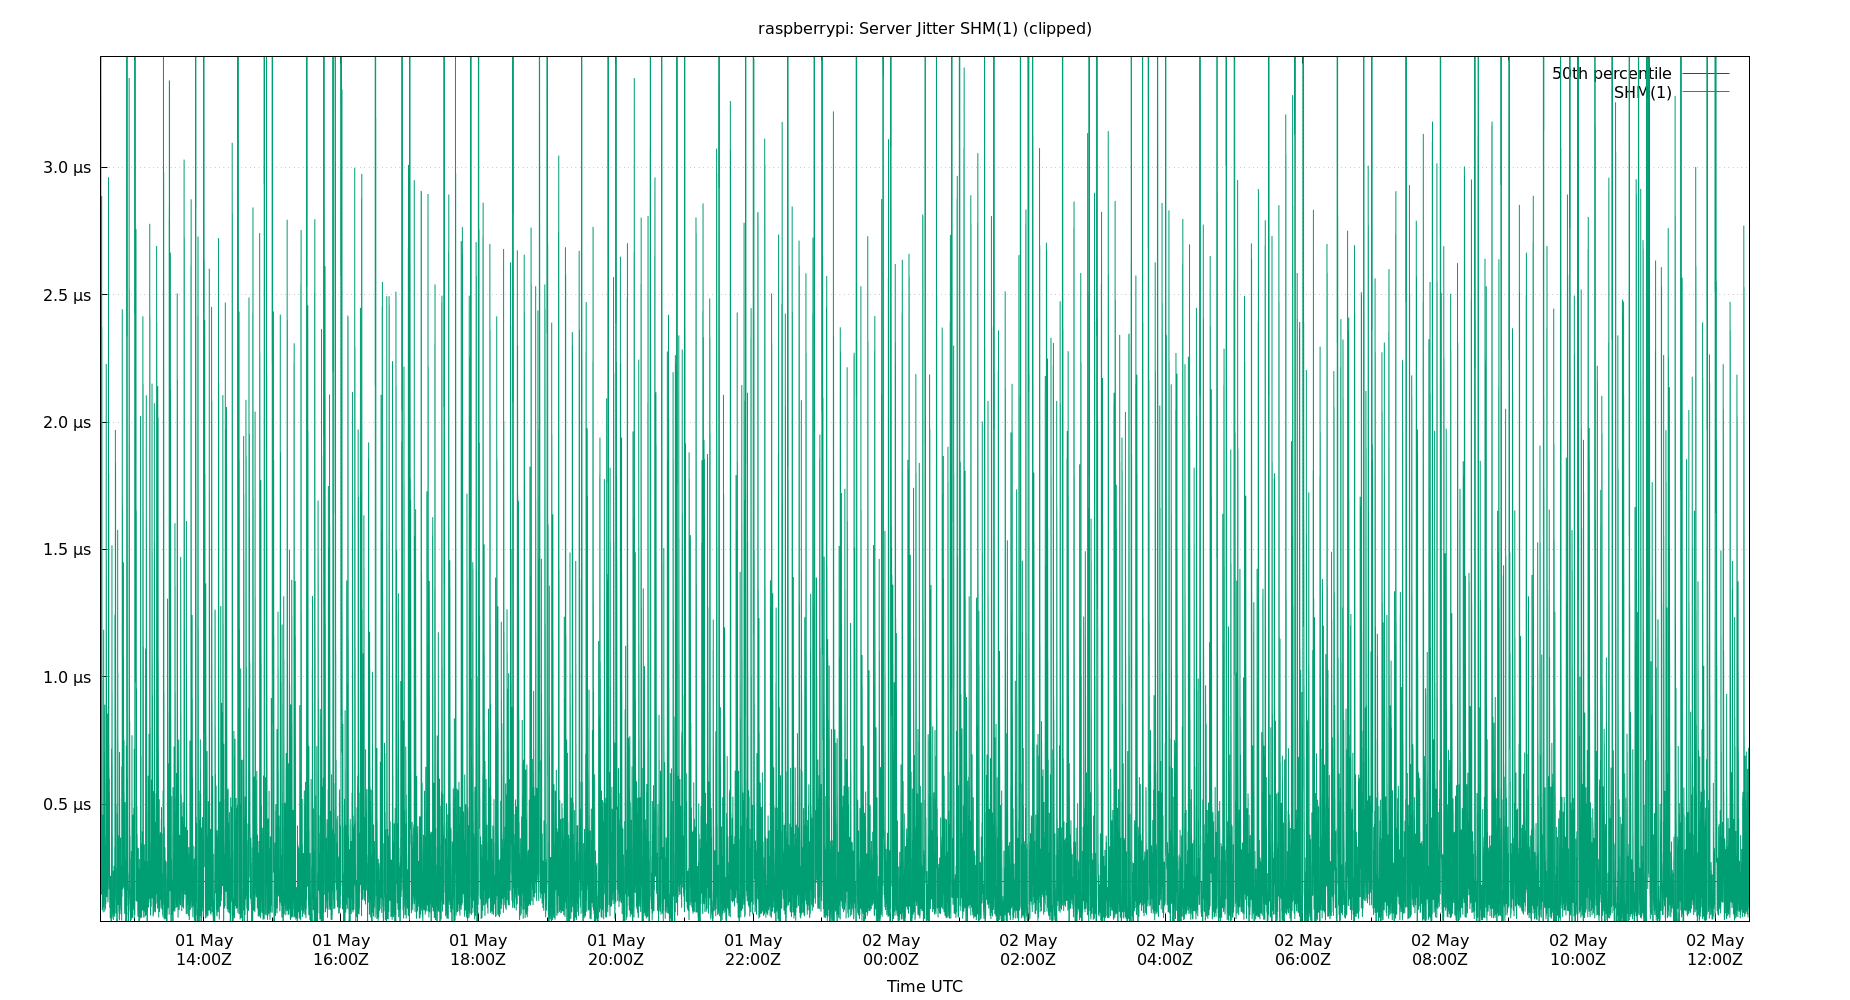 raspberrypi: Server Jitter SHM(1) (clipped)
50th percentile
SHM(1)
3.0 µs
2.5 µs
2.0 µs
1.5 µs
1.0 µs
0.5 µs
01 May 01 May 01 May 01 May 01 May 02 May 02 May 02 May 02 May 02 May 02 May 02 May
14:00Z 16:00Z 18:00Z 20:00Z 22:00Z 00:00Z 02:00Z 04:00Z 06:00Z 08:00Z 10:00Z 12:00Z
Time UTC